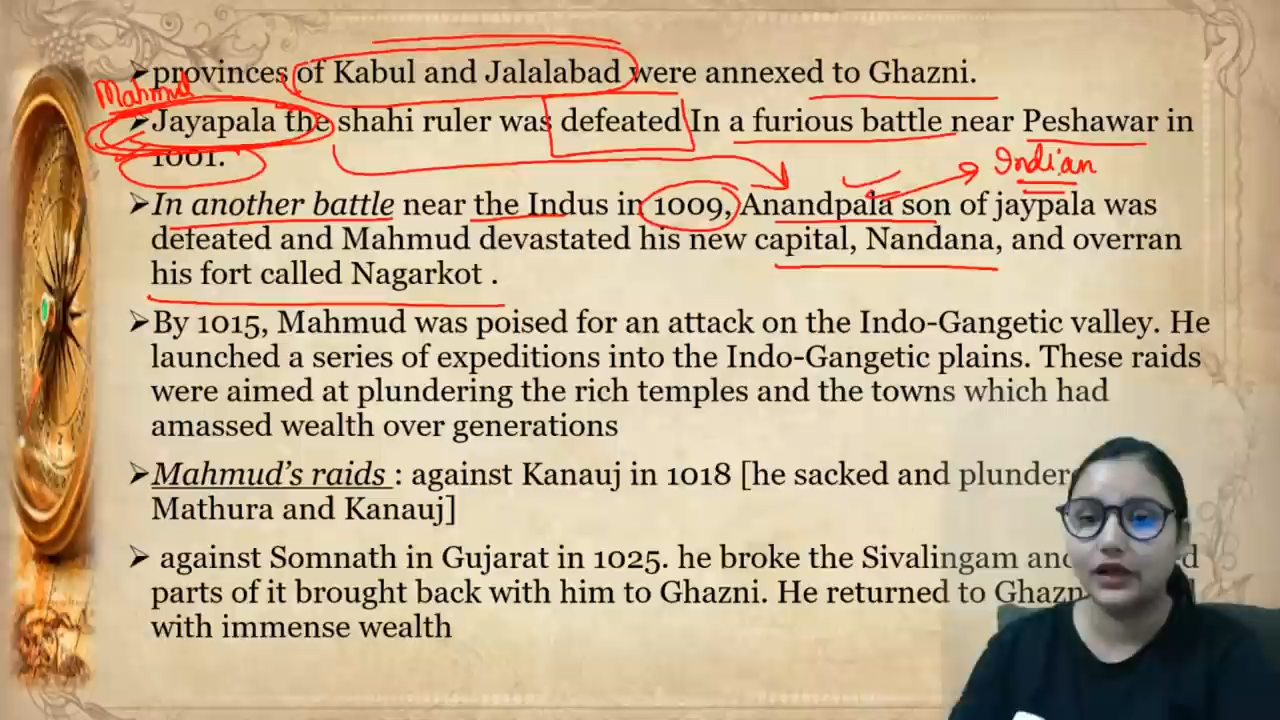 ➢provinces of Kabul and Jalalabad were annexed to Ghazni.
Mahmud
➢Jayapala the shahi ruler was defeated In a furious battle near Peshawar in
1001.
Indian
➢In another battle near the Indus in 1009, Anandpala son of jaypala was
defeated and Mahmud devastated his new capital, Nandana, and overran
his fort called Nagarkot .
➢By 1015, Mahmud was poised for an attack on the Indo-Gangetic valley. He
launched a series of expeditions into the Indo-Gangetic plains. These raids
were aimed at plundering the rich temples and the towns which had
amassed wealth over generations
➢Mahmud's raids : against Kanauj in 1018 [he sacked and
Mathura and Kanauj]
➢ against Somnath in Gujarat in 1025. he broke the Sivalingam
parts of it brought back with him to Ghazni. He returned to
with immense wealth